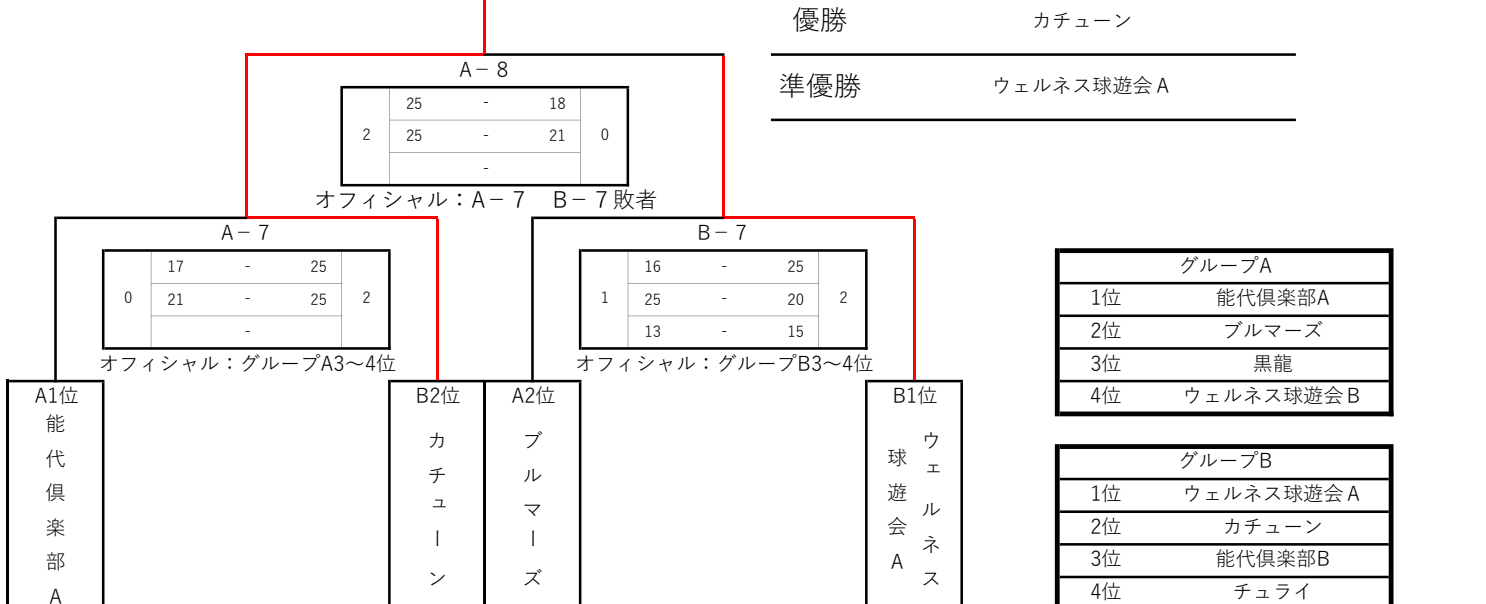 優勝 カチューン
準優勝 ウェルネス球遊会A
A－8
2 25 - 18 0
25 - 21
-
オフィシャル：A－7 B－7敗者
A－7
0 17 - 25 2
21 - 25
-
オフィシャル：グループA3～4位
B－7
1 16 - 25 2
25 - 20
13 - 15
オフィシャル：グループB3～4位
A1位
能代倶楽部A
B2位
カチューン
A2位
ブルマーズ
B1位
ウェルネス
球遊会A
グループA
1位 能代倶楽部A
2位 ブルマーズ
3位 黒龍
4位 ウェルネス球遊会B
グループB
1位 ウェルネス球遊会A
2位 カチューン
3位 能代倶楽部B
4位 チュライ